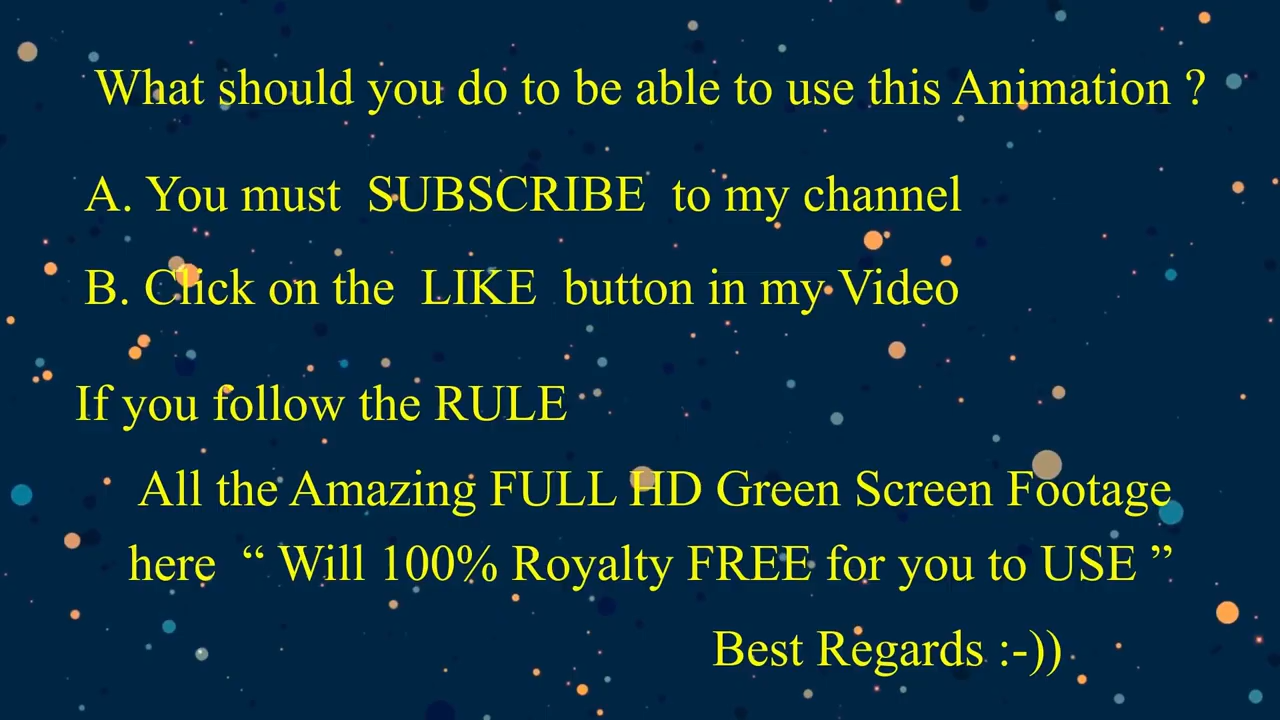 What should you do to be able to use this Animation ?
A. You must SUBSCRIBE to my channel
B. Click on the LIKE button in my Video
If you follow the RULE
All the Amazing FULL HD Green Screen Footage
here “ Will 100% Royalty FREE for you to USE ”
Best Regards :-))